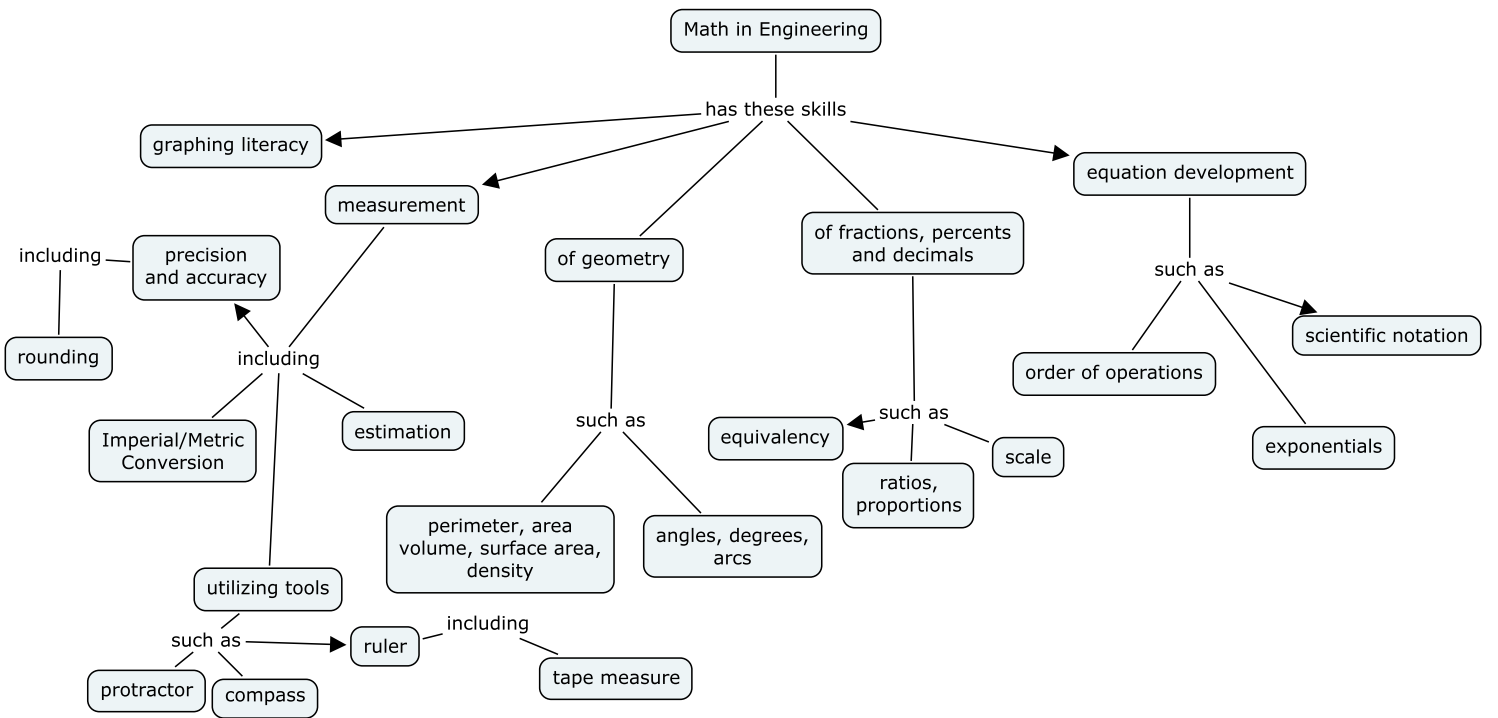 Math in Engineering
has these skills
graphing literacy
measurement
of geometry
of fractions, percents
and decimals
equation development
including
precision
and accuracy
rounding
including
Imperial/Metric
Conversion
estimation
such as
perimeter, area
volume, surface area,
density
angles, degrees,
arcs
such as
equivalency
ratios,
proportions
scale
such as
order of operations
scientific notation
exponentials
utilizing tools
such as
protractor
compass
ruler
including
tape measure